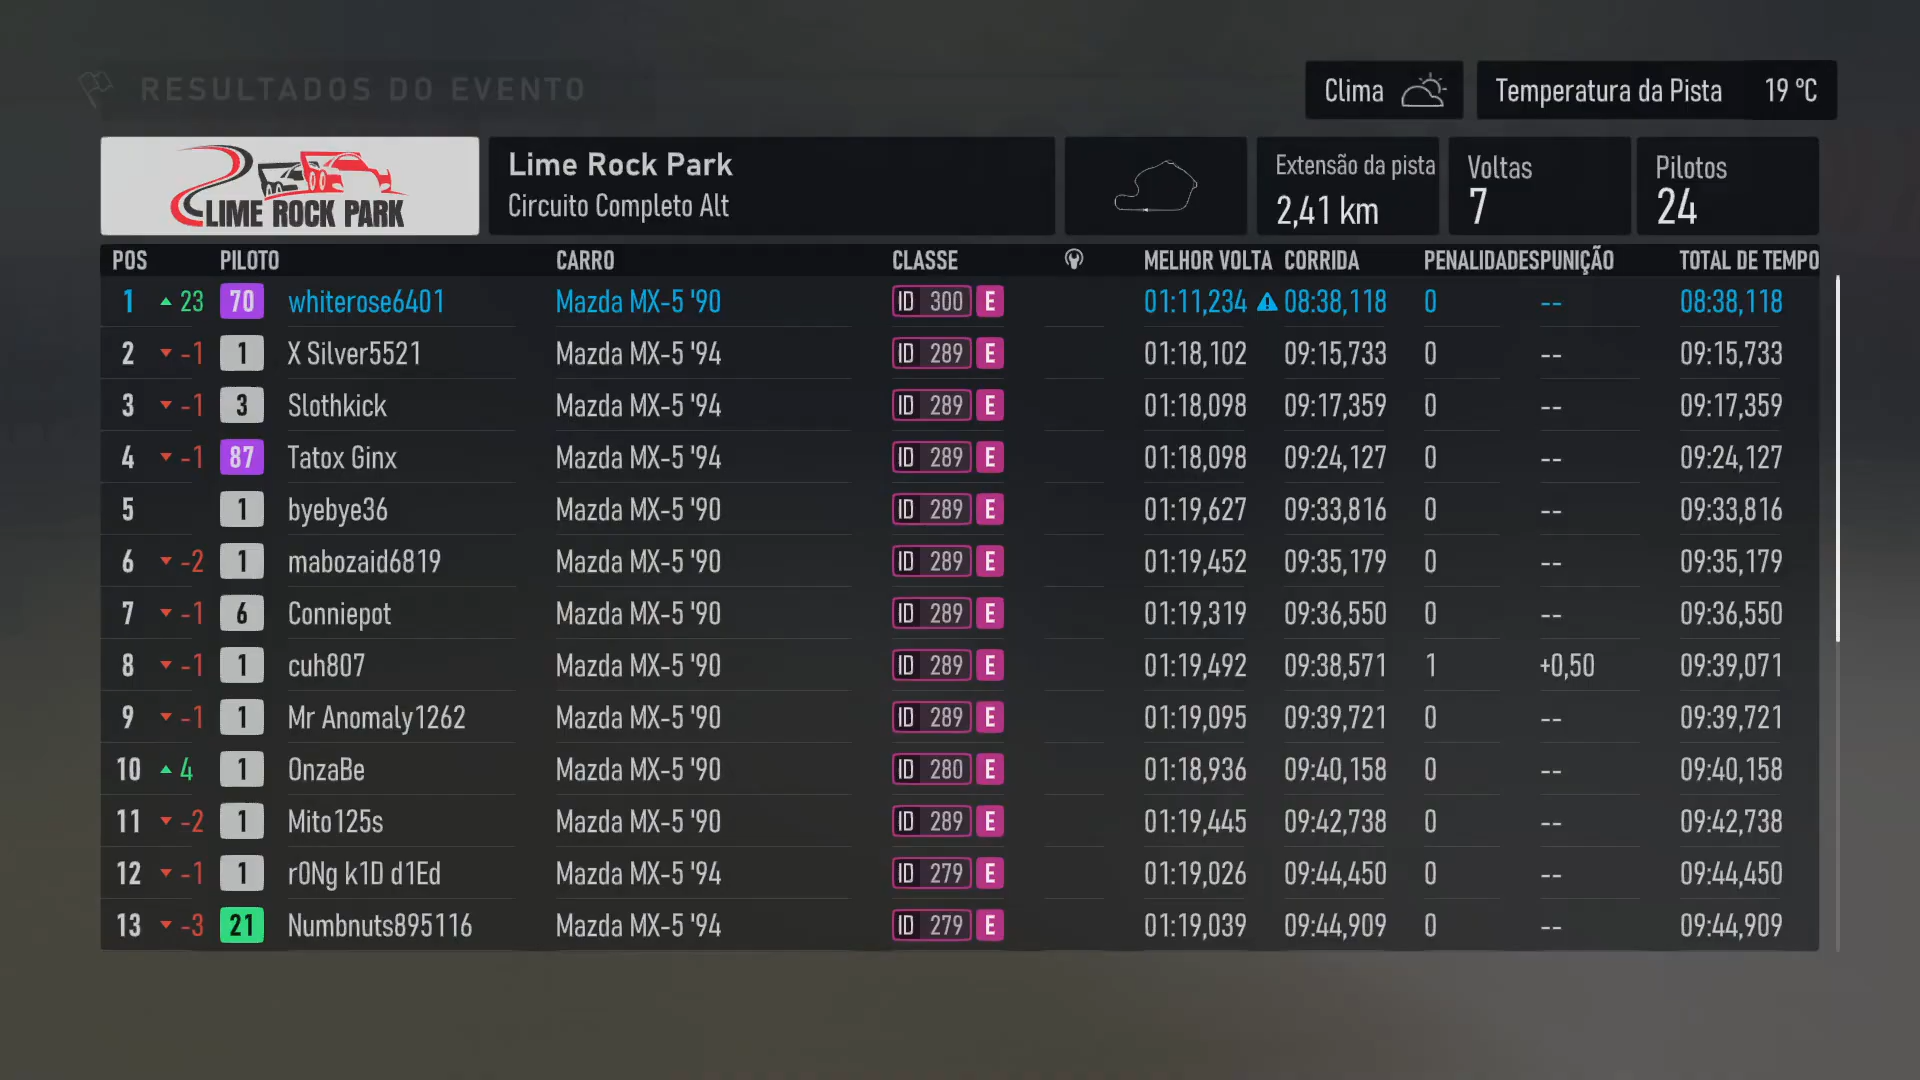 RESULTADOS DO EVENTO
Clima
Temperatura da Pista 19 ºC
LIME ROCK PARK
Lime Rock Park
Circuito Completo Alt
Extensão da pista
2,41 km
Voltas
7
Pilotos
24
POS PILOTO CARRO CLASSE MELHOR VOLTA CORRIDA PENALIDADESPUNIÇÃO TOTAL DE TEMPO
1 23 70 whiterose6401 Mazda MX-5 '90 ID 300 E 01:11,234 08:38,118 0 -- 08:38,118
2 -1 1 X Silver5521 Mazda MX-5 '94 ID 289 E 01:18,102 09:15,733 0 -- 09:15,733
3 -1 3 Slothkick Mazda MX-5 '94 ID 289 E 01:18,098 09:17,359 0 -- 09:17,359
4 -1 87 Tatox Ginx Mazda MX-5 '94 ID 289 E 01:18,098 09:24,127 0 -- 09:24,127
5 1 byebye36 Mazda MX-5 '90 ID 289 E 01:19,627 09:33,816 0 -- 09:33,816
6 -2 1 mabozaid6819 Mazda MX-5 '90 ID 289 E 01:19,452 09:35,179 0 -- 09:35,179
7 -1 6 Conniepot Mazda MX-5 '90 ID 289 E 01:19,319 09:36,550 0 -- 09:36,550
8 -1 1 cuh807 Mazda MX-5 '90 ID 289 E 01:19,492 09:38,571 1 +0,50 09:39,071
9 -1 1 Mr Anomaly1262 Mazda MX-5 '90 ID 289 E 01:19,095 09:39,721 0 -- 09:39,721
10 4 1 OnzaBe Mazda MX-5 '90 ID 280 E 01:18,936 09:40,158 0 -- 09:40,158
11 -2 1 Mito125s Mazda MX-5 '90 ID 289 E 01:19,445 09:42,738 0 -- 09:42,738
12 -1 1 r0Ng k1D d1Ed Mazda MX-5 '94 ID 279 E 01:19,026 09:44,450 0 -- 09:44,450
13 -3 21 Numbnuts895116 Mazda MX-5 '94 ID 279 E 01:19,039 09:44,909 0 -- 09:44,909